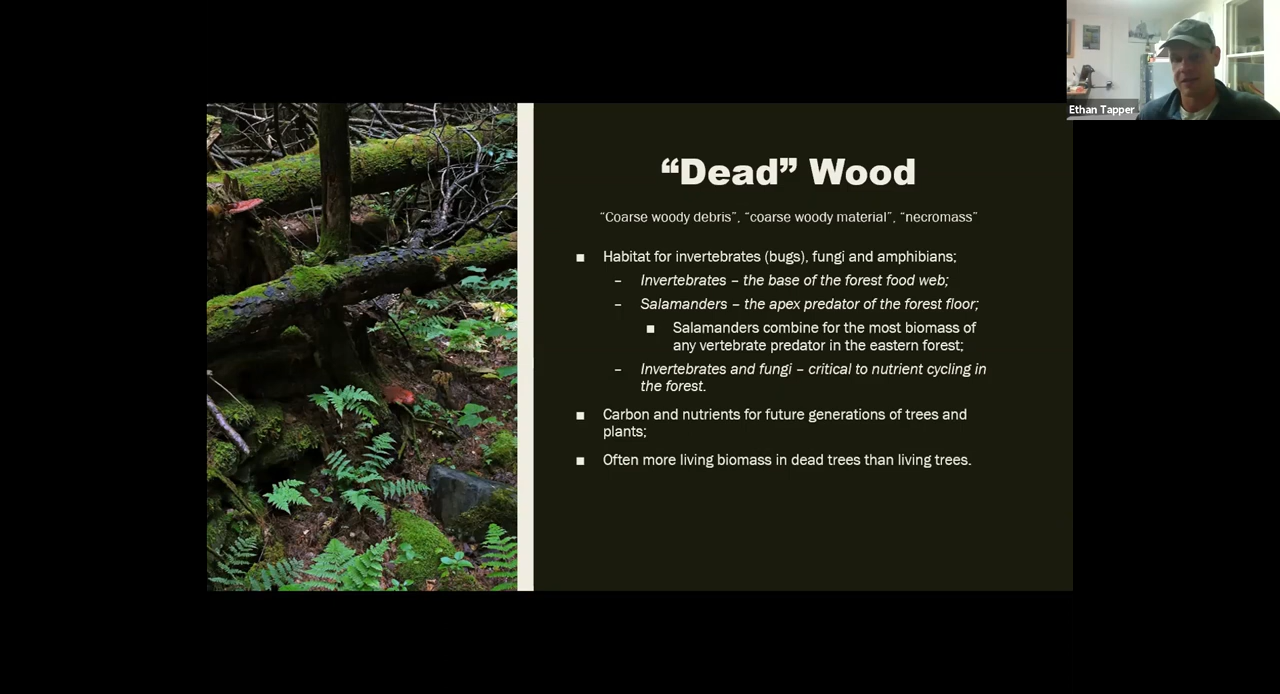 Ethan Tapper
“Dead” Wood
“Coarse woody debris”, “coarse woody material”, “necromass”
■ Habitat for invertebrates (bugs), fungi and amphibians;
– Invertebrates – the base of the forest food web;
– Salamanders – the apex predator of the forest floor;
■ Salamanders combine for the most biomass of
any vertebrate predator in the eastern forest;
– Invertebrates and fungi – critical to nutrient cycling in
the forest.
■ Carbon and nutrients for future generations of trees and
plants;
■ Often more living biomass in dead trees than living trees.